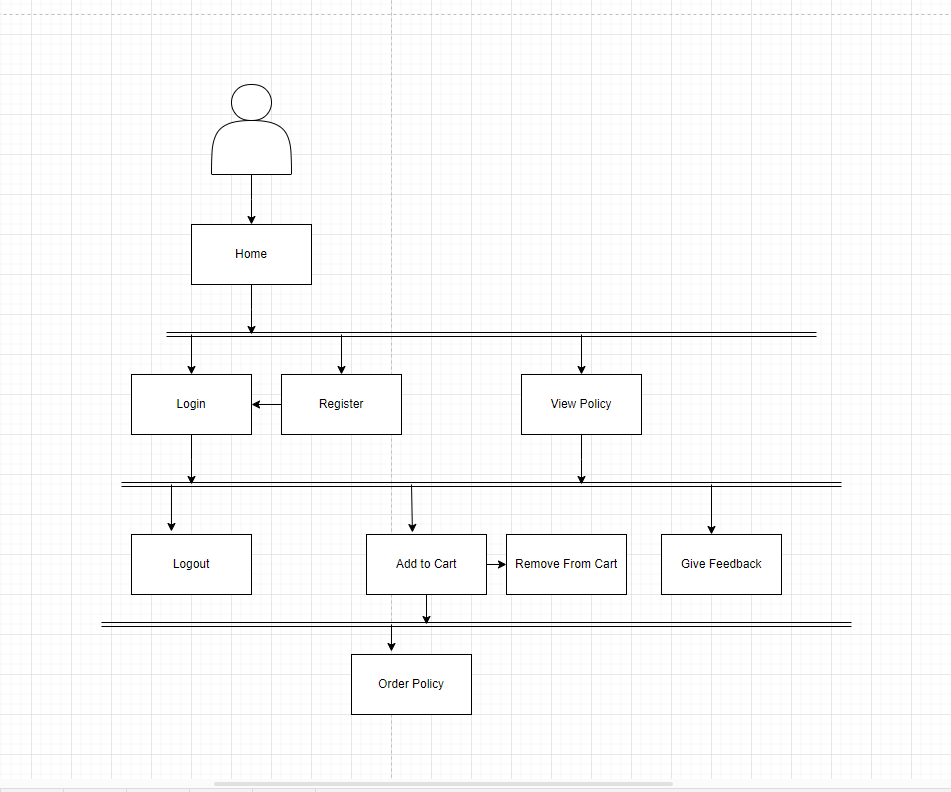 Home
Login
Register
View Policy
Logout
Add to Cart
Remove From Cart
Give Feedback
Order Policy